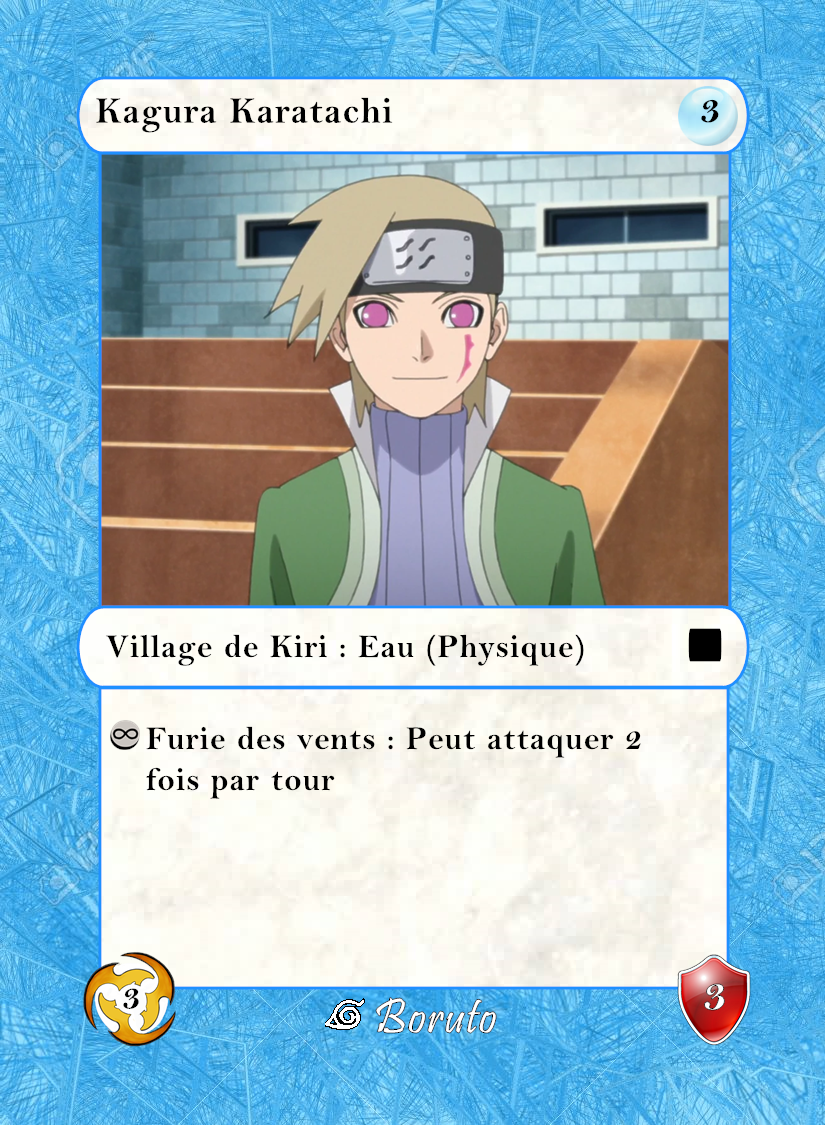 Kagura Karatachi
3
Village de Kiri : Eau (Physique)
∞ Furie des vents : Peut attaquer 2
fois par tour
3
Boruto
3